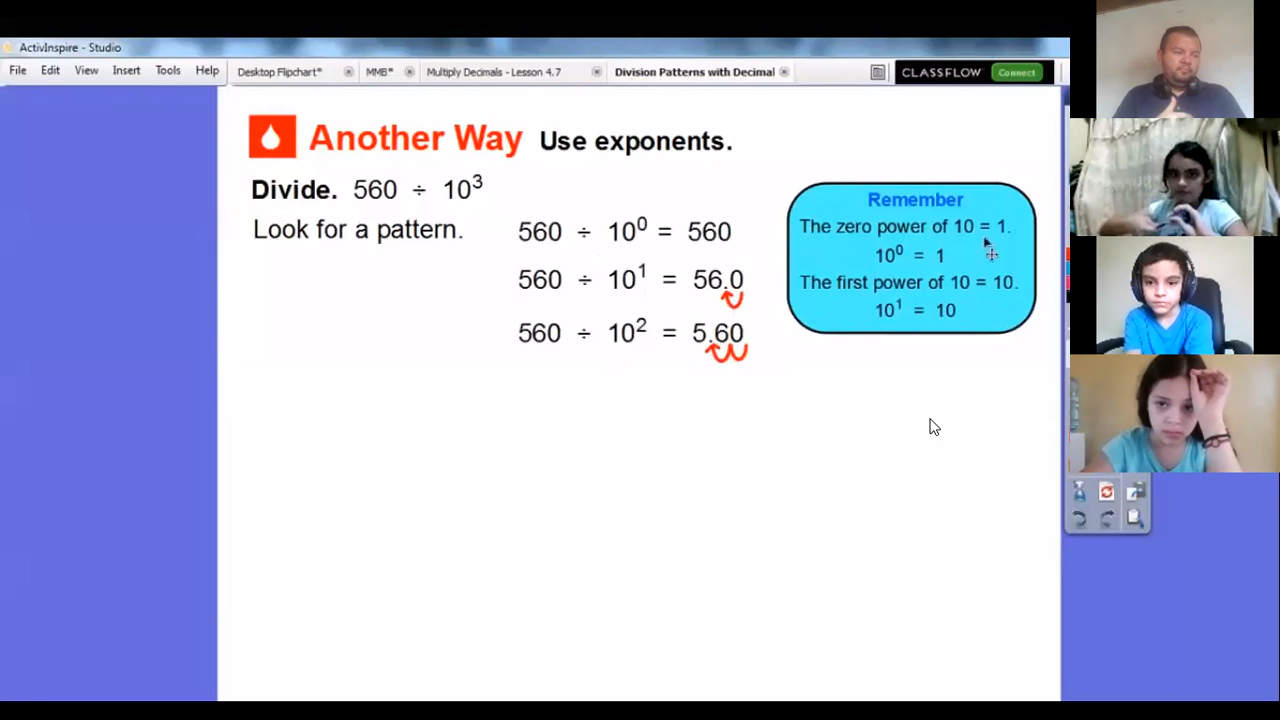 ActivInspire - Studio
File Edit View Insert Tools Help
Desktop Flipchart* MMB* Multiply Decimals - Lesson 4.7 Division Patterns with Decimal
CLASSFLOW Connect
Another Way Use exponents.
Divide. 560 ÷ 10³
Look for a pattern.
560 ÷ 10⁰ = 560
560 ÷ 10¹ = 56.0
560 ÷ 10² = 5.60
Remember
The zero power of 10 = 1.
10⁰ = 1
The first power of 10 = 10.
10¹ = 10